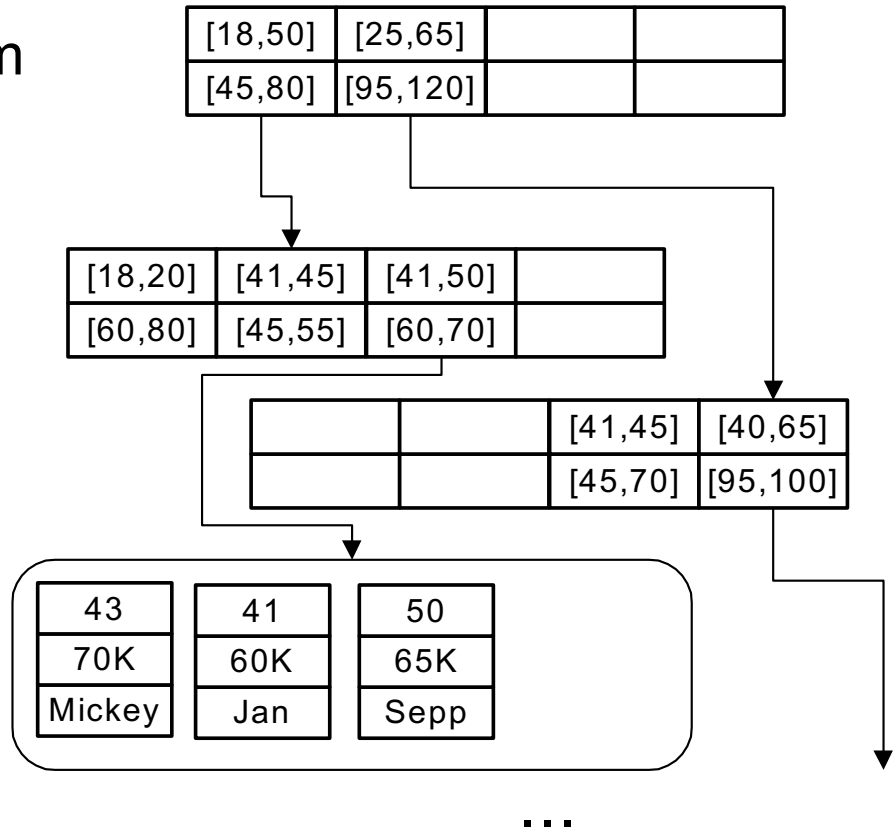 m
[18,50] [25,65]
[45,80] [95,120]
[18,20] [41,45] [41,50]
[60,80] [45,55] [60,70]
[41,45] [40,65]
[45,70] [95,100]
43 41 50
70K 60K 65K
Mickey Jan Sepp
...